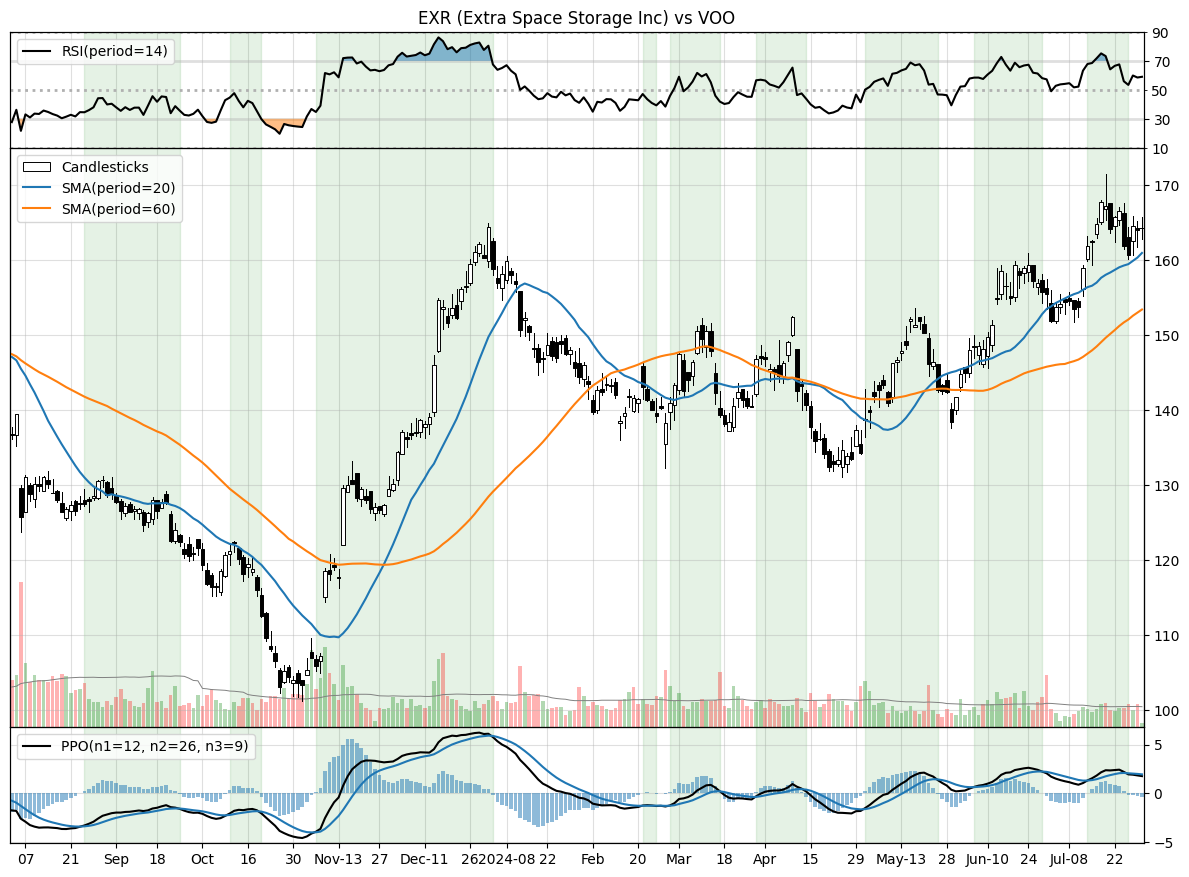 EXR (Extra Space Storage Inc) vs VOO
RSI(period=14)
90
70
50
30
10
Candlesticks
SMA(period=20)
SMA(period=60)
170
160
150
140
130
120
110
100
PPO(n1=12, n2=26, n3=9)
5
0
−5
07 21 Sep 18 Oct 16 30 Nov-13 27 Dec-11 26 2024-08 22 Feb 20 Mar 18 Apr 15 29 May-13 28 Jun-10 24 Jul-08 22